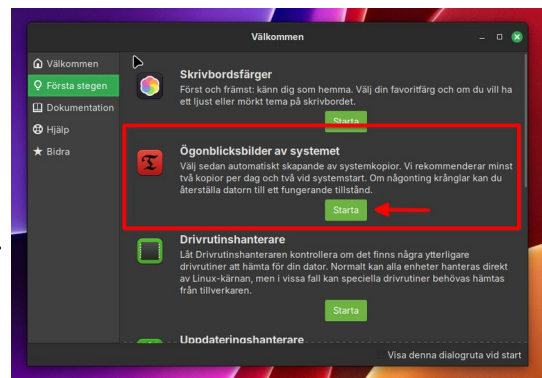 Välkommen
Välkommen
Första stegen
Dokumentation
Hjälp
Bidra
Skrivbordsfärger
Först och främst: känn dig som hemma. Välj din favoritfärg och om du vill ha
ett ljust eller mörkt tema på skrivbordet.
Starta
Ögonblicksbilder av systemet
Välj sedan automatiskt skapande av systemkopior. Vi rekommenderar minst
två kopior per dag och två vid systemstart. Om någonting krånglar kan du
återställa datorn till ett fungerande tillstånd.
Starta
Drivrutinshanterare
Låt Drivrutinshanteraren kontrollera om det finns några ytterligare
drivrutiner att hämta för din dator. Normalt kan alla enheter hanteras direkt
av Linux-kärnan, men i vissa fall kan speciella drivrutiner behövas hämtas
från tillverkaren.
Starta
Uppdateringshanterare
Visa denna dialogruta vid start